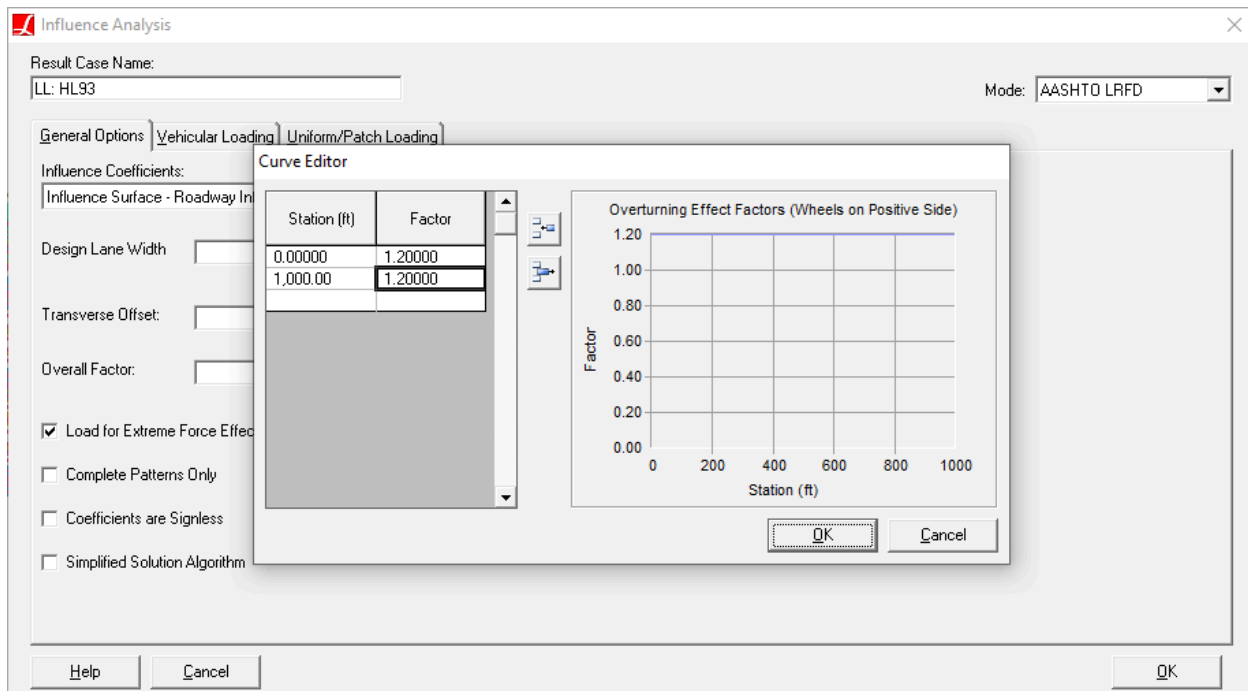 Influence Analysis
Result Case Name:
LL: HL93
Mode: AASHTO LRFD
General Options Vehicular Loading Uniform/Patch Loading
Influence Coefficients:
Influence Surface - Roadway In
Design Lane Width
Transverse Offset:
Overall Factor:
Load for Extreme Force Effec
Complete Patterns Only
Coefficients are Signless
Simplified Solution Algorithm
Curve Editor
Station (ft) Factor
0.00000 1.20000
1,000.00 1.20000
Overturning Effect Factors (Wheels on Positive Side)
1.20
1.00
0.80
0.60
0.40
0.20
0.00
Factor
0 200 400 600 800 1000
Station (ft)
OK Cancel
Help Cancel OK